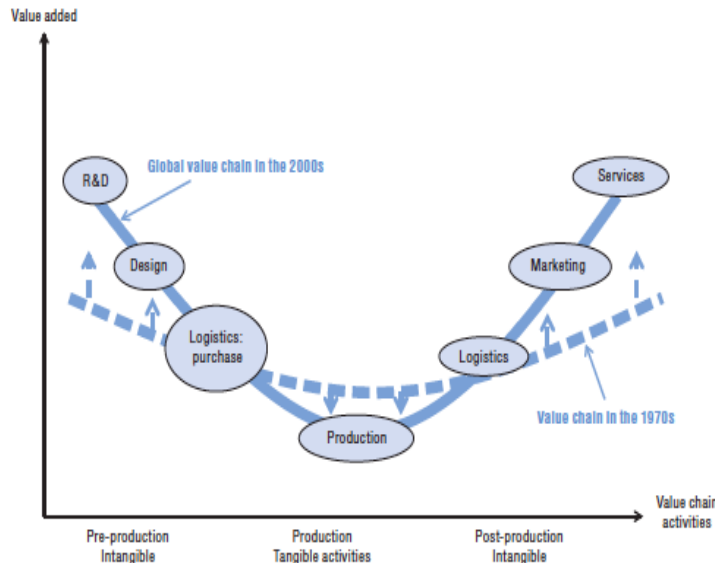 Value added
Global value chain in the 2000s
R&D
Services
Design
Marketing
Logistics:
purchase
Logistics
Value chain in the 1970s
Production
Value chain
activities
Pre-production
Intangible
Production
Tangible activities
Post-production
Intangible